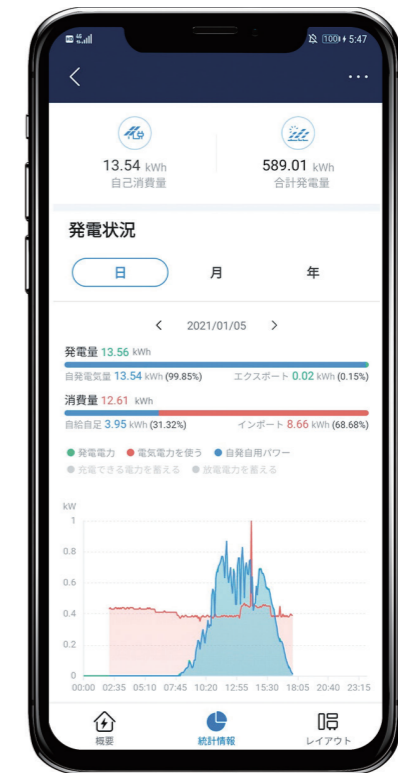 4G 100 5:47
13.54 kWh 589.01 kWh
自己消費量 合計発電量
発電状況
日 月 年
2021/01/05
発電量 13.56 kWh
自発電気量 13.54 kWh (99.85%) エクスポート 0.02 kWh (0.15%)
消費量 12.61 kWh
自給自足 3.95 kWh (31.32%) インポート 8.66 kWh (68.68%)
発電電力 電気電力を使う 自発自用パワー
充電できる電力を蓄える 放電電力を蓄える
kW
1
0.8
0.6
0.4
0.2
0
00:00 02:35 05:10 07:45 10:20 12:55 15:30 18:05 20:40 23:15
概要 統計情報 レイアウト